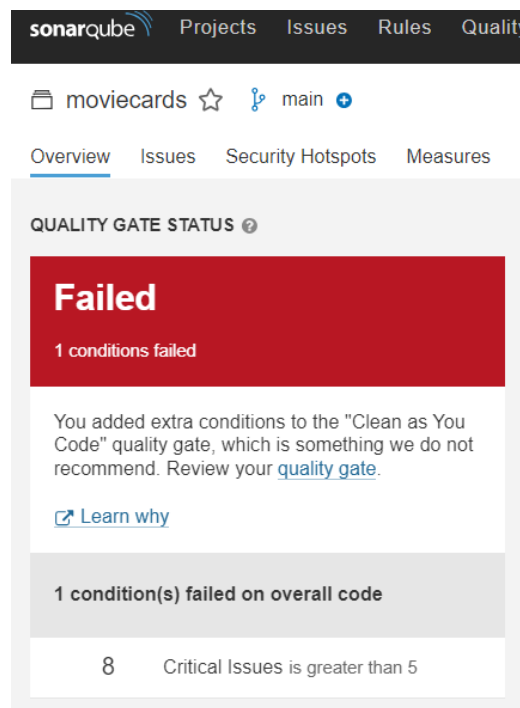 sonarqube Projects Issues Rules Quality
moviecards main
Overview Issues Security Hotspots Measures
QUALITY GATE STATUS
Failed
1 conditions failed
You added extra conditions to the "Clean as You
Code" quality gate, which is something we do not
recommend. Review your quality gate.
Learn why
1 condition(s) failed on overall code
8 Critical Issues is greater than 5